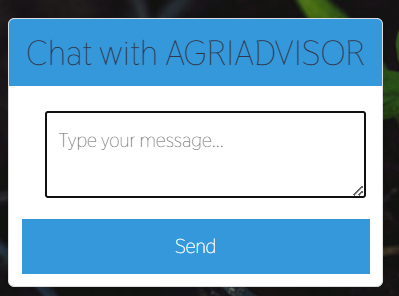 Chat with AGRIADVISOR
Type your message...
Send